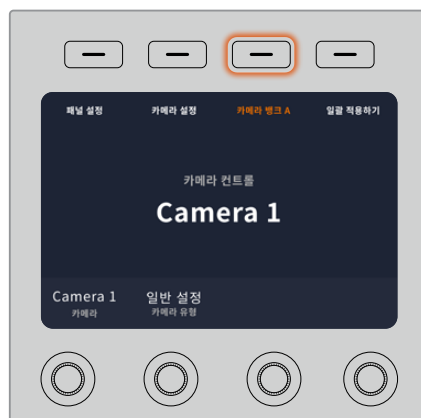 패널 설정 카메라 설정 카메라 뱅크 A 일괄 적용하기
카메라 컨트롤
Camera 1
Camera 1 일반 설정
카메라 카메라 유형